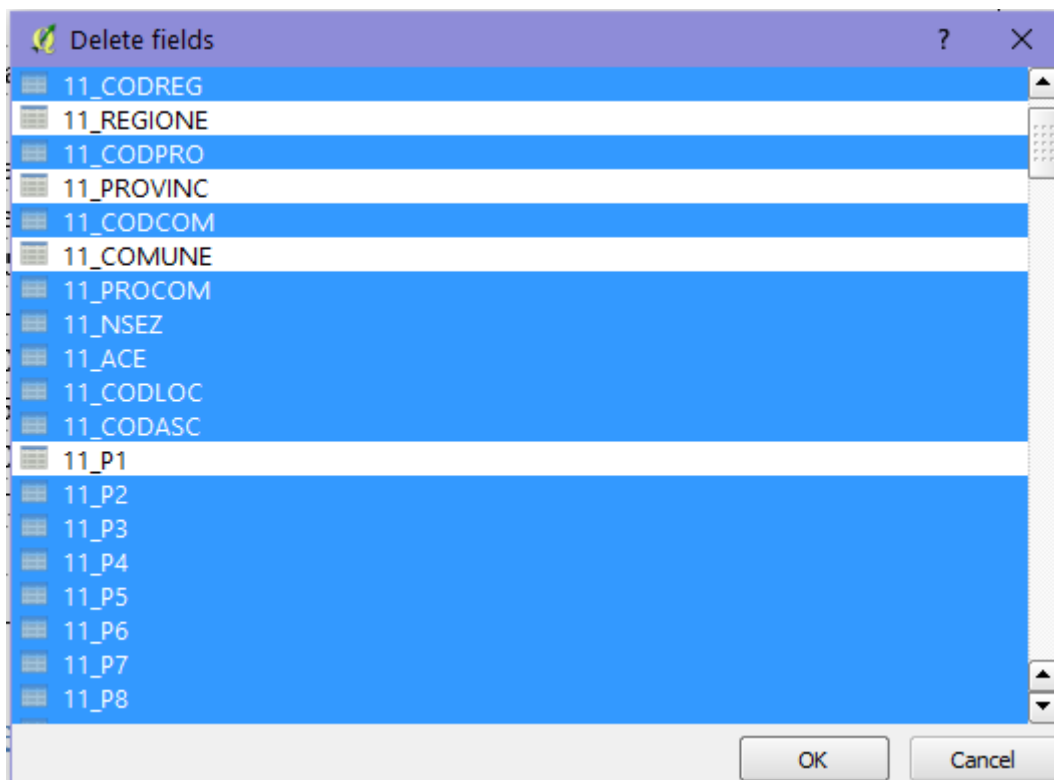 Delete fields ? ×
11_CODREG
11_REGIONE
11_CODPRO
11_PROVINC
11_CODCOM
11_COMUNE
11_PROCOM
11_NSEZ
11_ACE
11_CODLOC
11_CODASC
11_P1
11_P2
11_P3
11_P4
11_P5
11_P6
11_P7
11_P8
OK Cancel